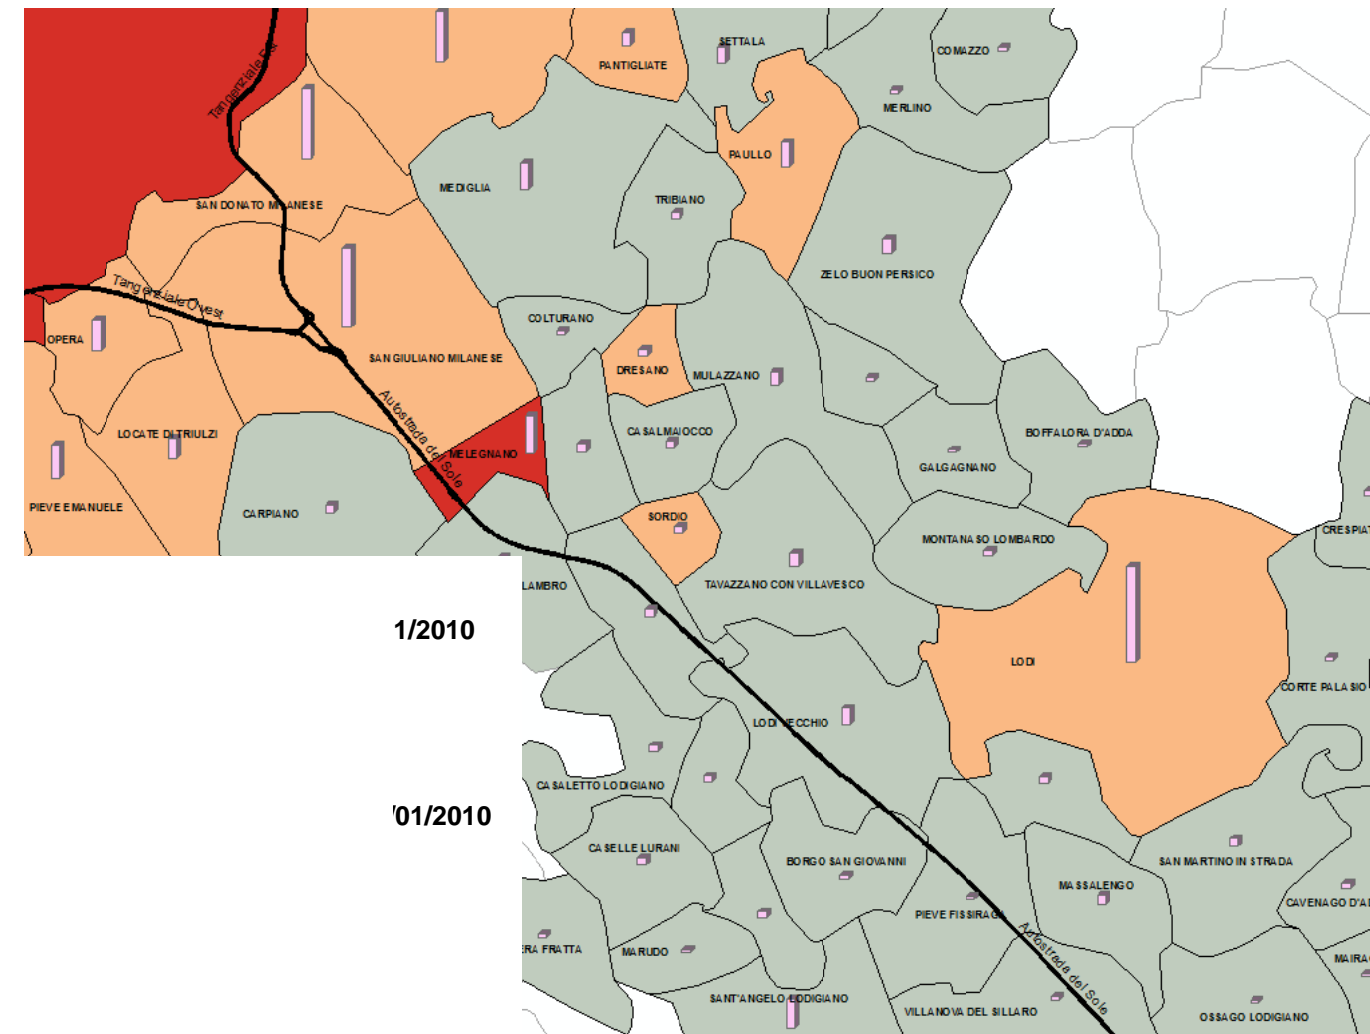 SETTALA
COMAZZO
PANTIGLIATE
MERLINO
Tangenziale Est
PAULLO
MEDIGLIA
TRIBIANO
SAN DONATO MILANESE
ZELO BUON PERSICO
Tangenziale Ovest
COLTURANO
OPERA
SAN GIULIANO MILANESE
DRESANO
MULAZZANO
Autostrada del Sole
LOCATE DI TRIULZI
CASALMAIOCCO
BOFFALORA D'ADDA
MELEGNANO
GALGAGNANO
PIEVE EMANUELE
CARPIANO
SORDIO
CRESPIAT
MONTANASO LOMBARDO
LAMBRO
TAVAZZANO CON VILLAVESCO
1/2010
LODI
CORTE PALASIO
LODI VECCHIO
CASALETTO LODIGIANO
/01/2010
CASELLE LURANI
BORGO SAN GIOVANNI
SAN MARTINO IN STRADA
MASSALENGO
CAVENAGO D'AD
PIEVE FISSIRAGA
ERA FRATTA
MARUDO
Autostrada del Sole
MAIRA
SANT'ANGELO LODIGIANO
VILLANOVA DEL SILLARO
OSSAGO LODIGIANO